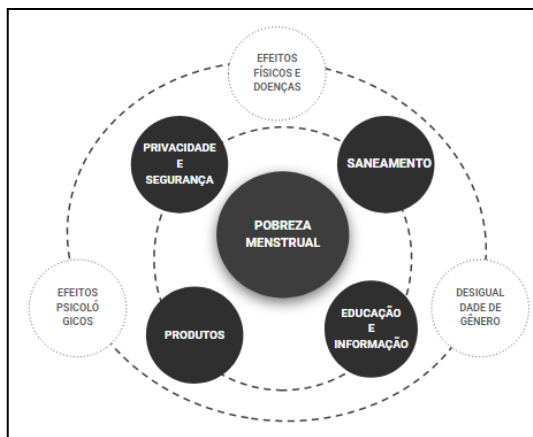 EFEITOS
FÍSICOS E
DOENÇAS
PRIVACIDADE
E
SEGURANÇA
SANEAMENTO
POBREZA
MENSTRUAL
EFEITOS
PSICOLÓ
GICOS
DESIGUAL
DADE DE
GÊNERO
PRODUTOS
EDUCAÇÃO
E
INFORMAÇÃO